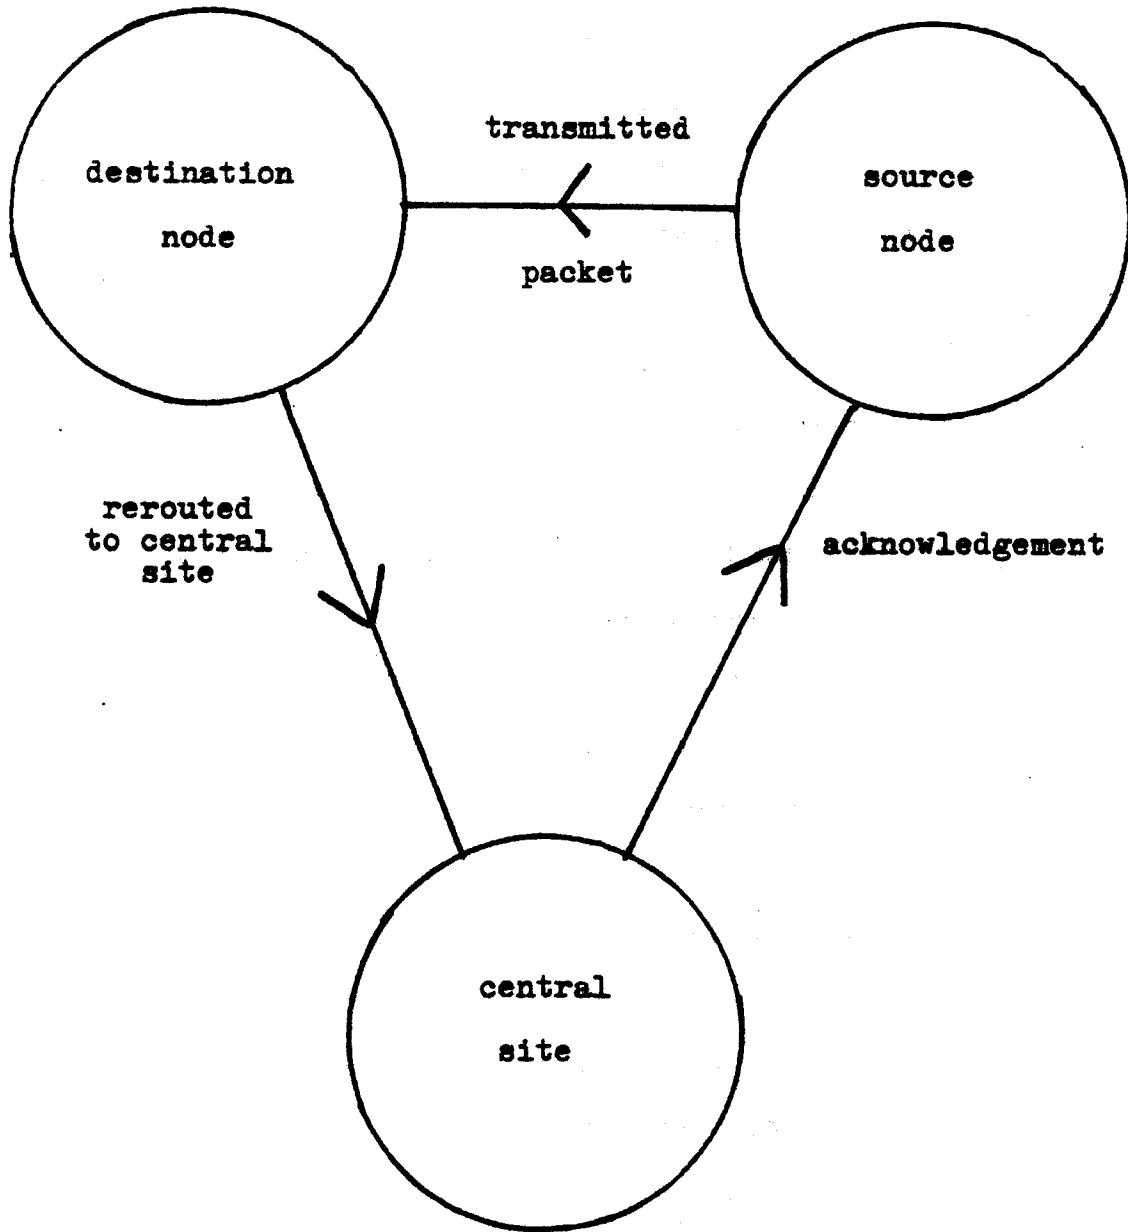 transmitted
destination
node
source
node
packet
rerouted
to central
site
acknowledgement
central
site